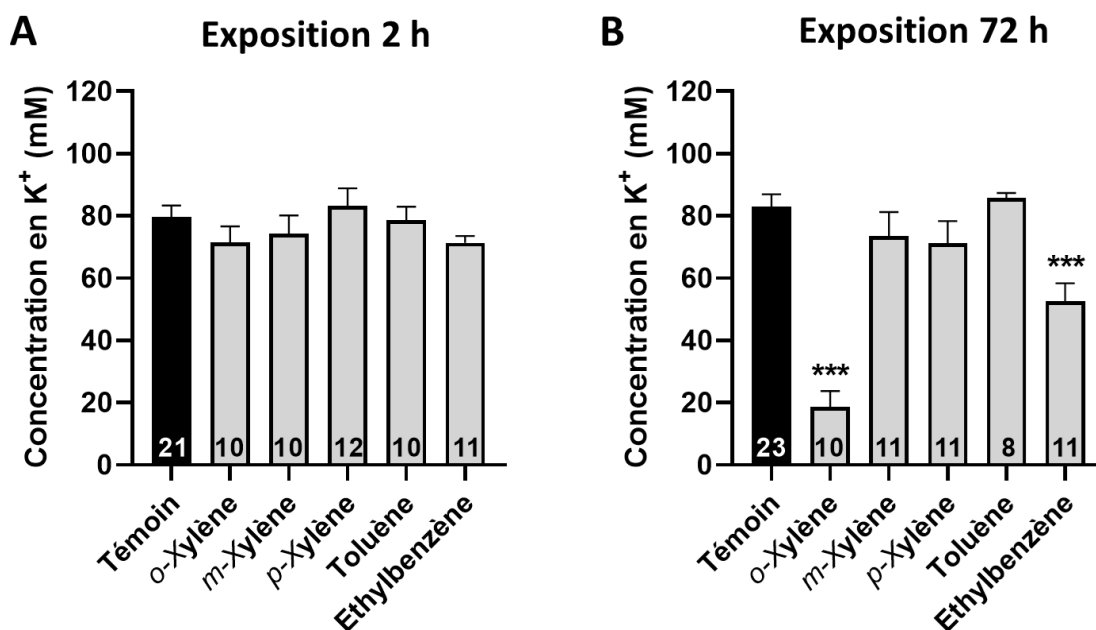 A
Exposition 2 h
Concentration en K⁺ (mM)
120
100
80
60
40
20
0
21
10
10
12
10
11
Témoin
o-Xylène
m-Xylène
p-Xylène
Toluène
Ethylbenzène
B
Exposition 72 h
Concentration en K⁺ (mM)
120
100
80
60
40
20
0
***
***
23
10
11
11
8
11
Témoin
o-Xylène
m-Xylène
p-Xylène
Toluène
Ethylbenzène